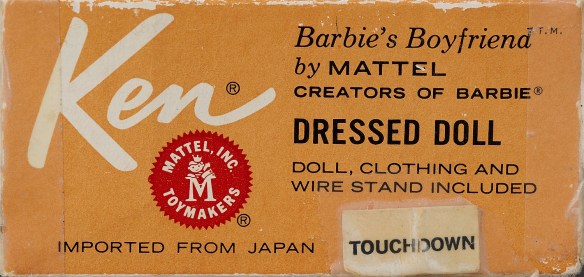 Ken®
Barbie's Boyfriend T.M.
by MATTEL
CREATORS OF BARBIE®
DRESSED DOLL
DOLL, CLOTHING AND
WIRE STAND INCLUDED
MATTEL, INC.
M
TOYMAKERS
®
IMPORTED FROM JAPAN
TOUCHDOWN